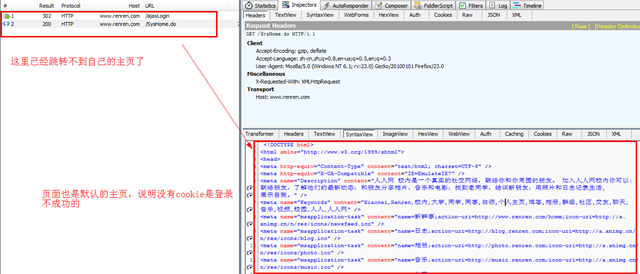 # Result Protocol Host URL
1 302 HTTP www.renren.com /ajaxLogin
2 200 HTTP www.renren.com /SysHome.do
这里已经跳转不到自己的主页了
页面也是默认的主页，说明没有cookie是登录
不成功的
Statistics Inspectors AutoResponder Composer FiddlerScript Filters Log Timeline
Headers TextView SyntaxView WebForms HexView Auth Cookies Raw JSON XML
Request Headers [ Raw ] [Header Definitions
GET /SysHome.do HTTP/1.1
Client
Accept-Encoding: gzip, deflate
Accept-Language: zh-cn,zh;q=0.8,en-us;q=0.5,en;q=0.3
User-Agent: Mozilla/5.0 (Windows NT 6.1; rv:23.0) Gecko/20100101 Firefox/23.0
Miscellaneous
X-Requested-With: XMLHttpRequest
Transport
Host: www.renren.com
Transformer Headers TextView SyntaxView ImageView HexView WebView Auth Caching Cookies Raw JSON XML
<!DOCTYPE html>
<html xmlns="http://www.w3.org/1999/xhtml">
<head>
<meta http-equiv="Content-Type" content="text/html; charset=UTF-8" />
<meta http-equiv="X-UA-Compatible" content="IE=EmulateIE7" />
<meta name="Description" content="人人网 校内是一个真实的社交网络，联络你和你周围的朋友。 加入人人网校内你可以:
联络朋友，了解他们的最新动态；和朋友分享相片、音乐和电影；找到老同学，结识新朋友；用照片和日志记录生活,
展示自我。" />
<meta name="Keywords" content="Xiaonei,Renren,校内,大学,同学,同事,白领,个人主页,博客,相册,群组,社区,交友,聊天,
音乐,视频,校园,人人,人人网" />
<meta name="msapplication-task" content="name=新鲜事;action-uri=http://www.renren.com/home;icon-uri=http://a.
xnimg.cn/n/res/icons/newsfeed.ico" />
<meta name="msapplication-task" content="name=日志;action-uri=http://blog.renren.com;icon-uri=http://a.xnimg.c
n/n/res/icons/blog.ico" />
<meta name="msapplication-task" content="name=相册;action-uri=http://photo.renren.com;icon-uri=http://a.xnimg.
cn/n/res/icons/photo.ico" />
<meta name="msapplication-task" content="name=音乐;action-uri=http://music.renren.com;icon-uri=http://a.xnimg.
cn/n/res/icons/music.ico" />